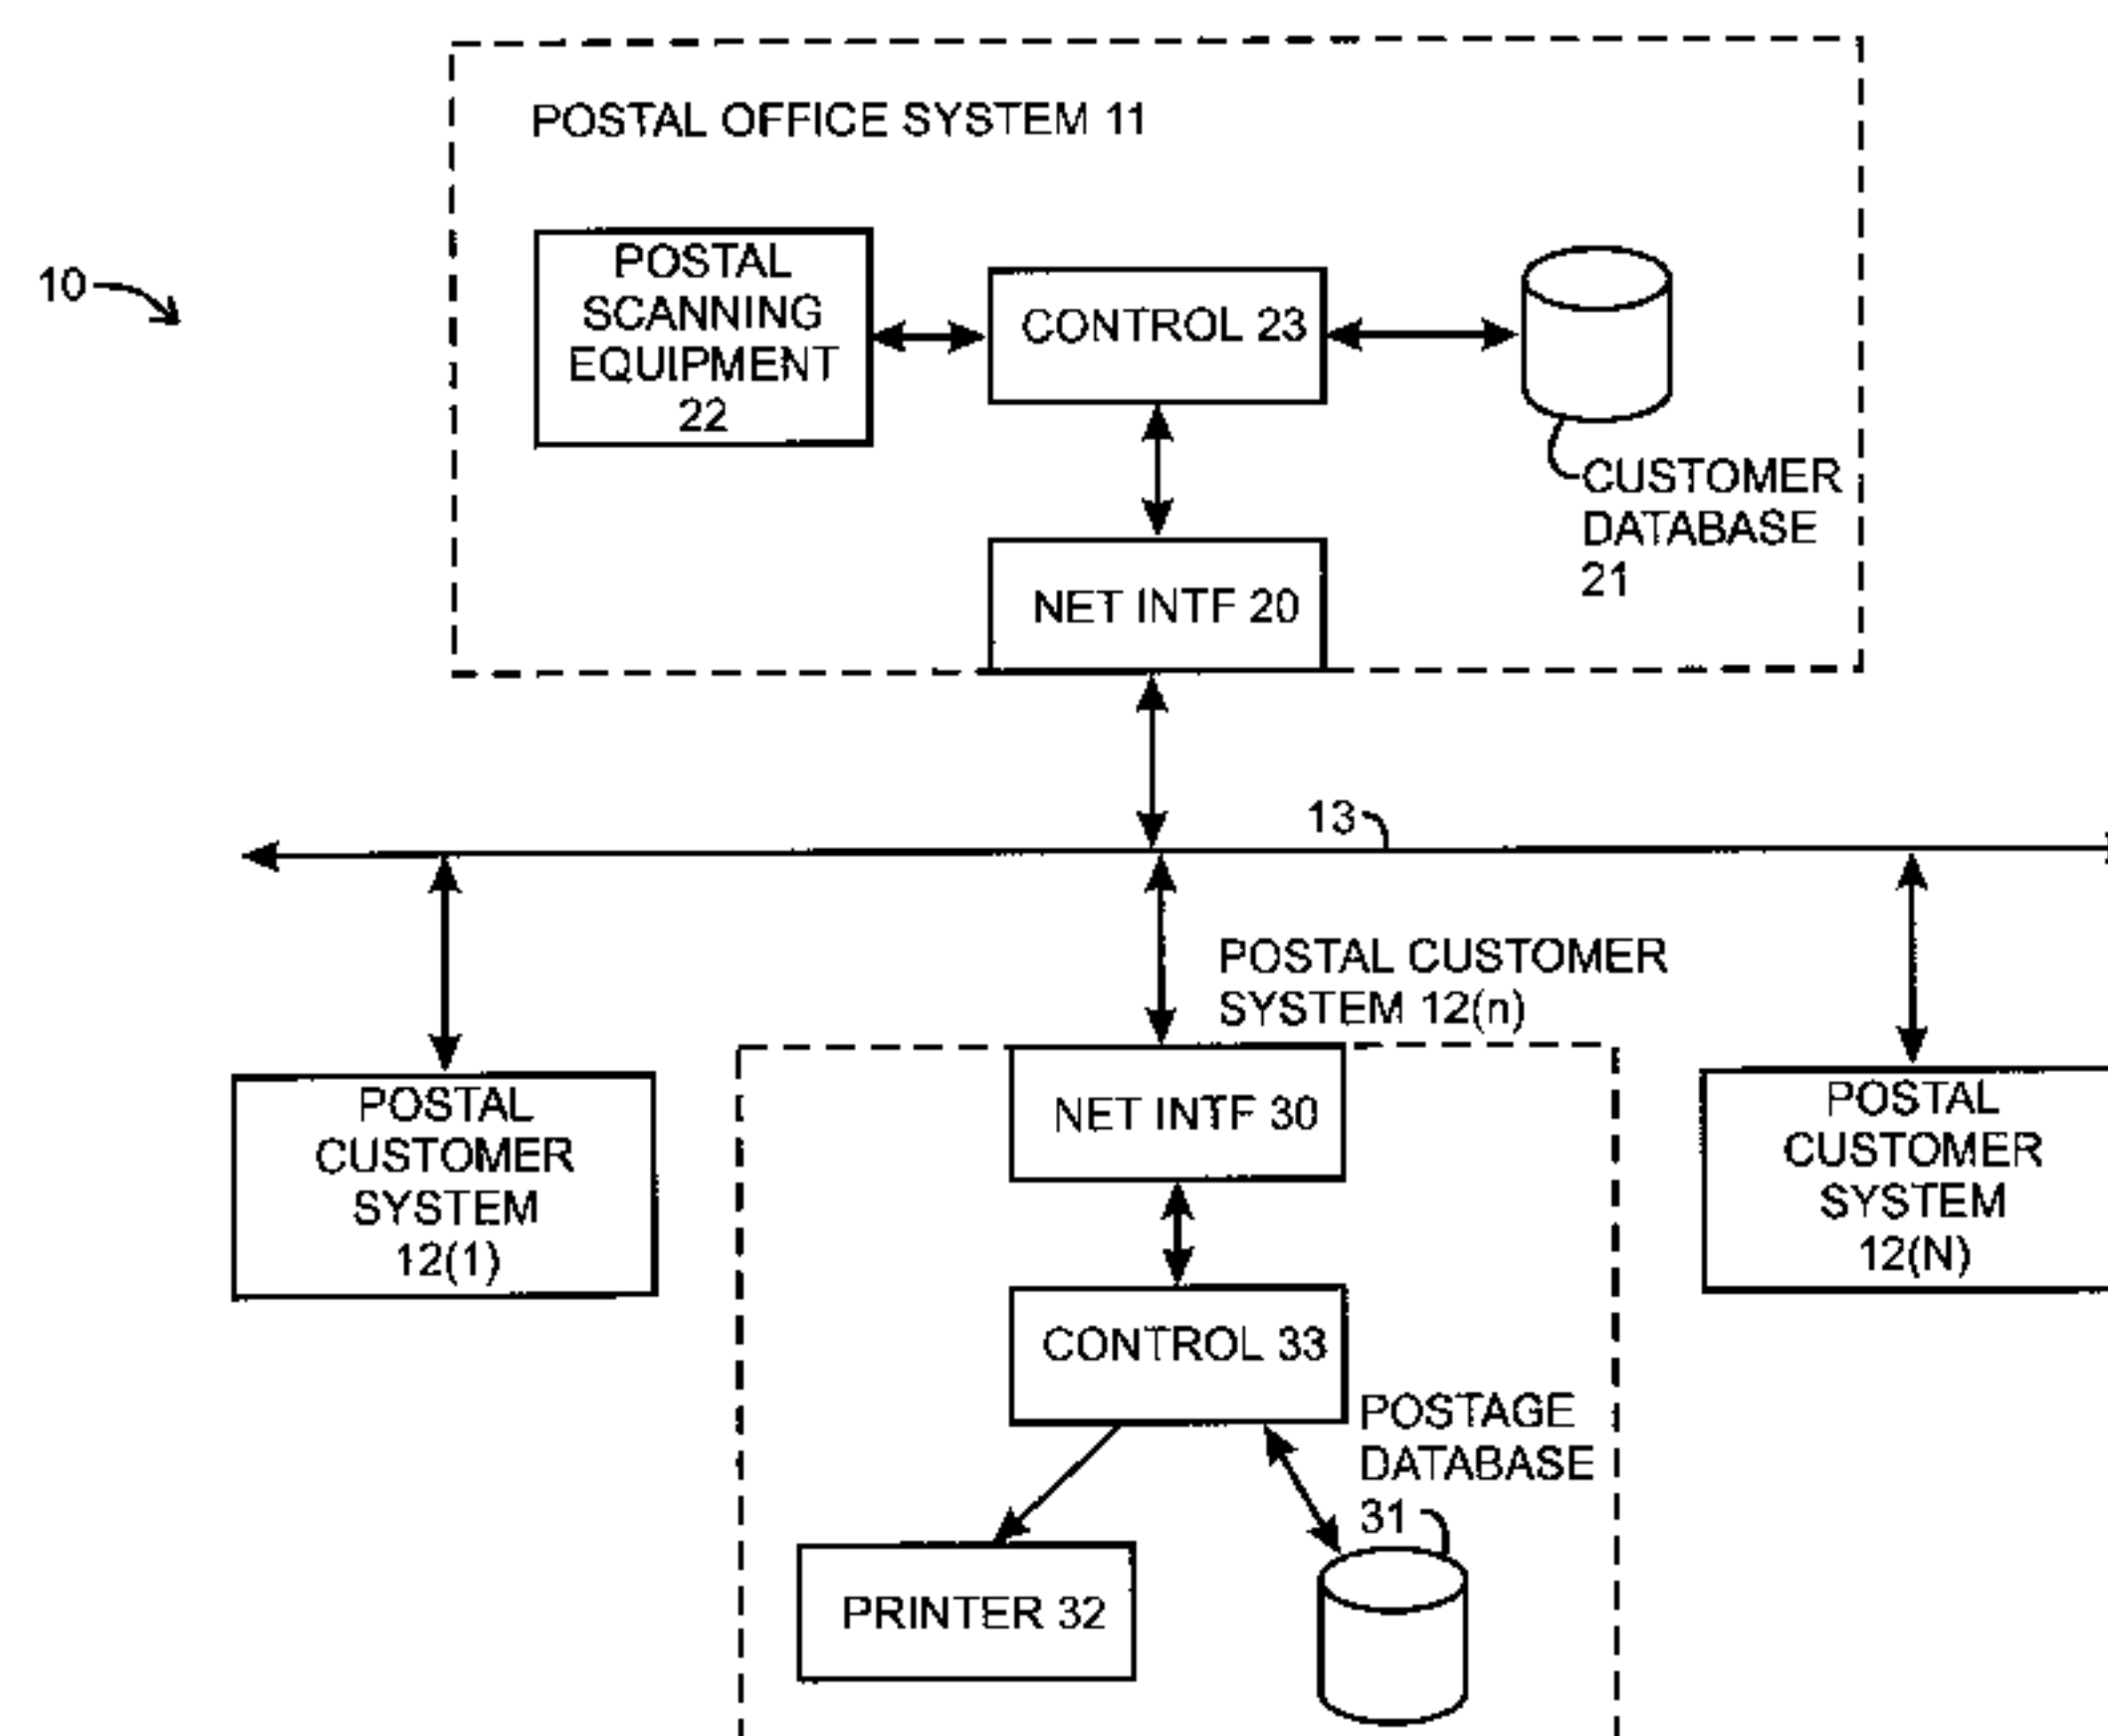 POSTAL OFFICE SYSTEM 11
10
POSTAL
SCANNING
EQUIPMENT
22
CONTROL 23
CUSTOMER
DATABASE
21
NET INTF 20
13
POSTAL CUSTOMER
SYSTEM 12(n)
POSTAL
CUSTOMER
SYSTEM
12(1)
NET INTF 30
POSTAL
CUSTOMER
SYSTEM
12(N)
CONTROL 33
POSTAGE
DATABASE
31
PRINTER 32